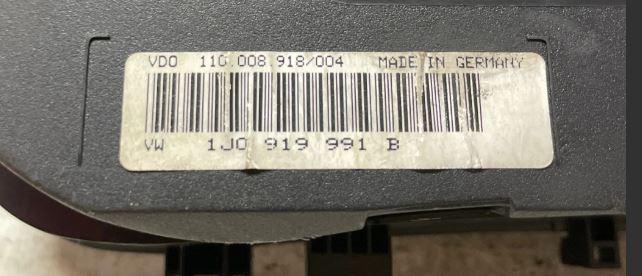 VDO 110.008.918/004 MADE IN GERMANY
VW 1J0 919 991 B